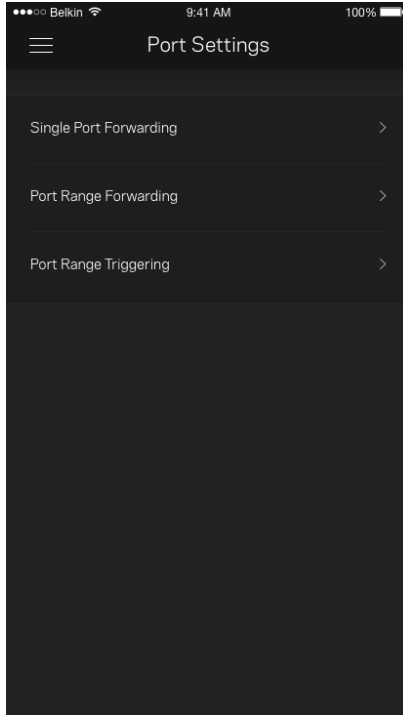 Belkin 9:41 AM 100%
Port Settings
Single Port Forwarding
Port Range Forwarding
Port Range Triggering